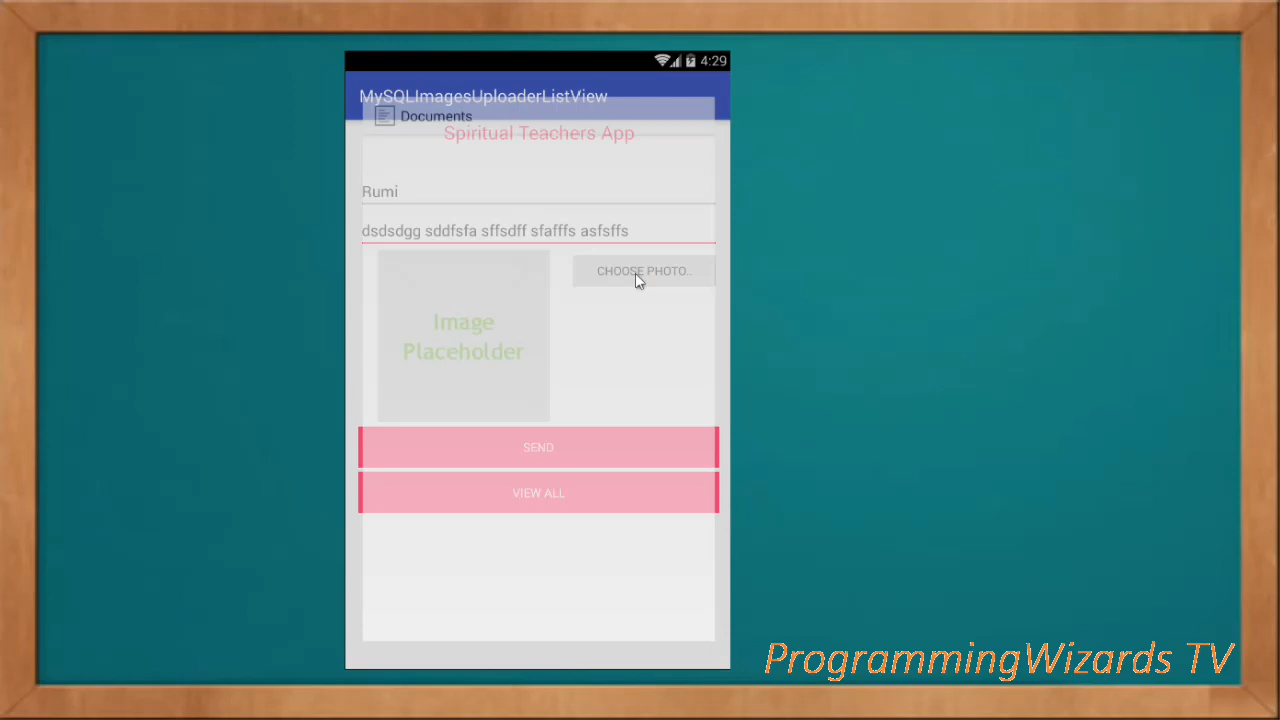 4:29
MySQLImagesUploaderListView
Documents
Spiritual Teachers App
Rumi
dsdsdgg sddfsfa sffsdff sfafffs asfsffs
CHOOSE PHOTO..
Image
Placeholder
SEND
VIEW ALL
ProgrammingWizards TV